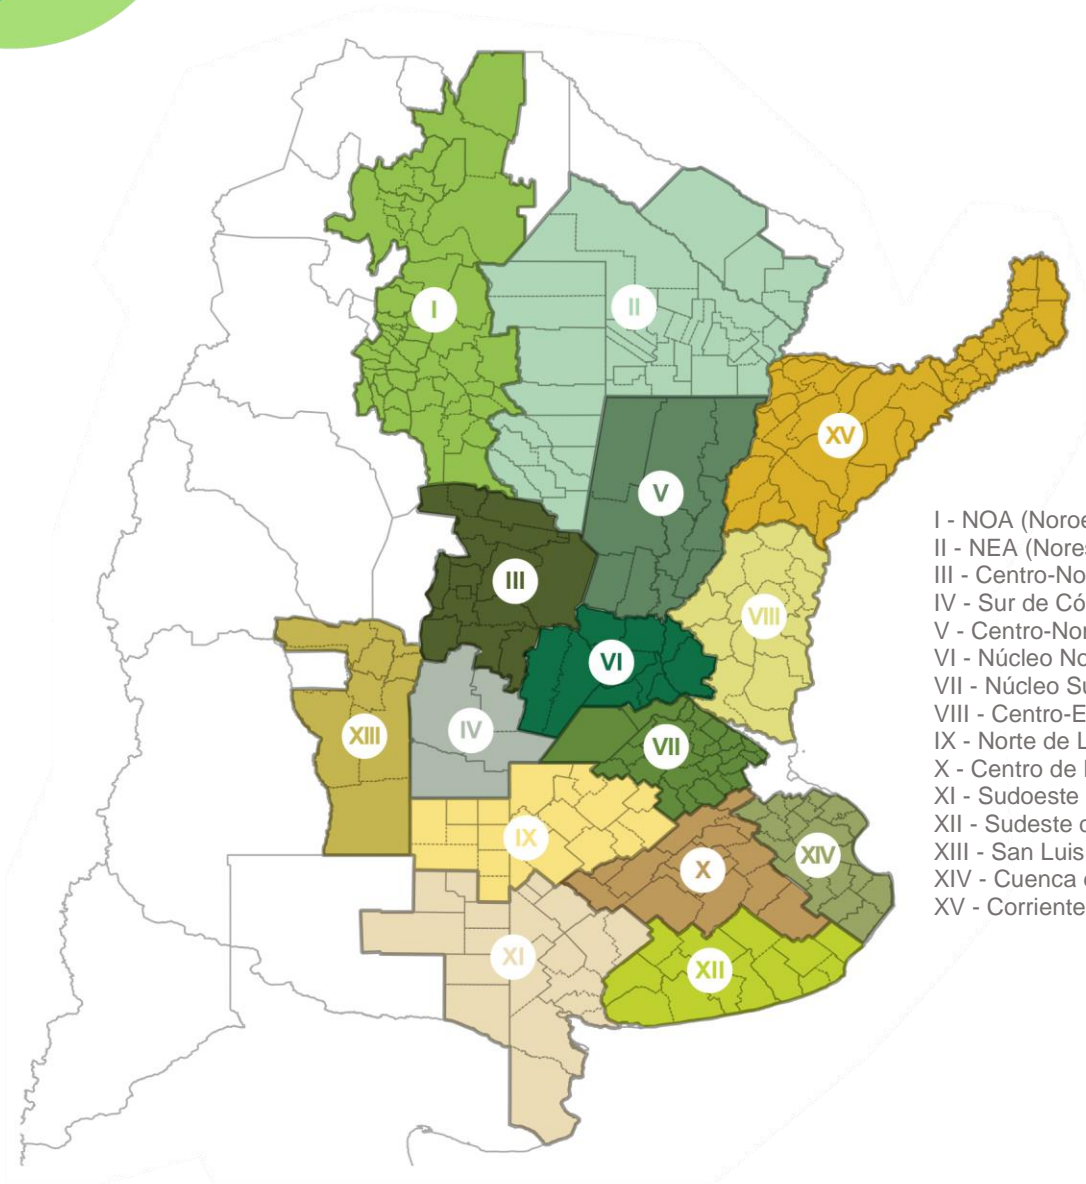 I
II
XV
V
III
VIII
VI
IV
XIII
VII
IX
XIV
X
XI
XII
I - NOA (Noroe
II - NEA (Nores
III - Centro-No
IV - Sur de Có
V - Centro-Nor
VI - Núcleo No
VII - Núcleo Su
VIII - Centro-E
IX - Norte de L
X - Centro de
XI - Sudoeste
XII - Sudeste
XIII - San Luis
XIV - Cuenca
XV - Corriente